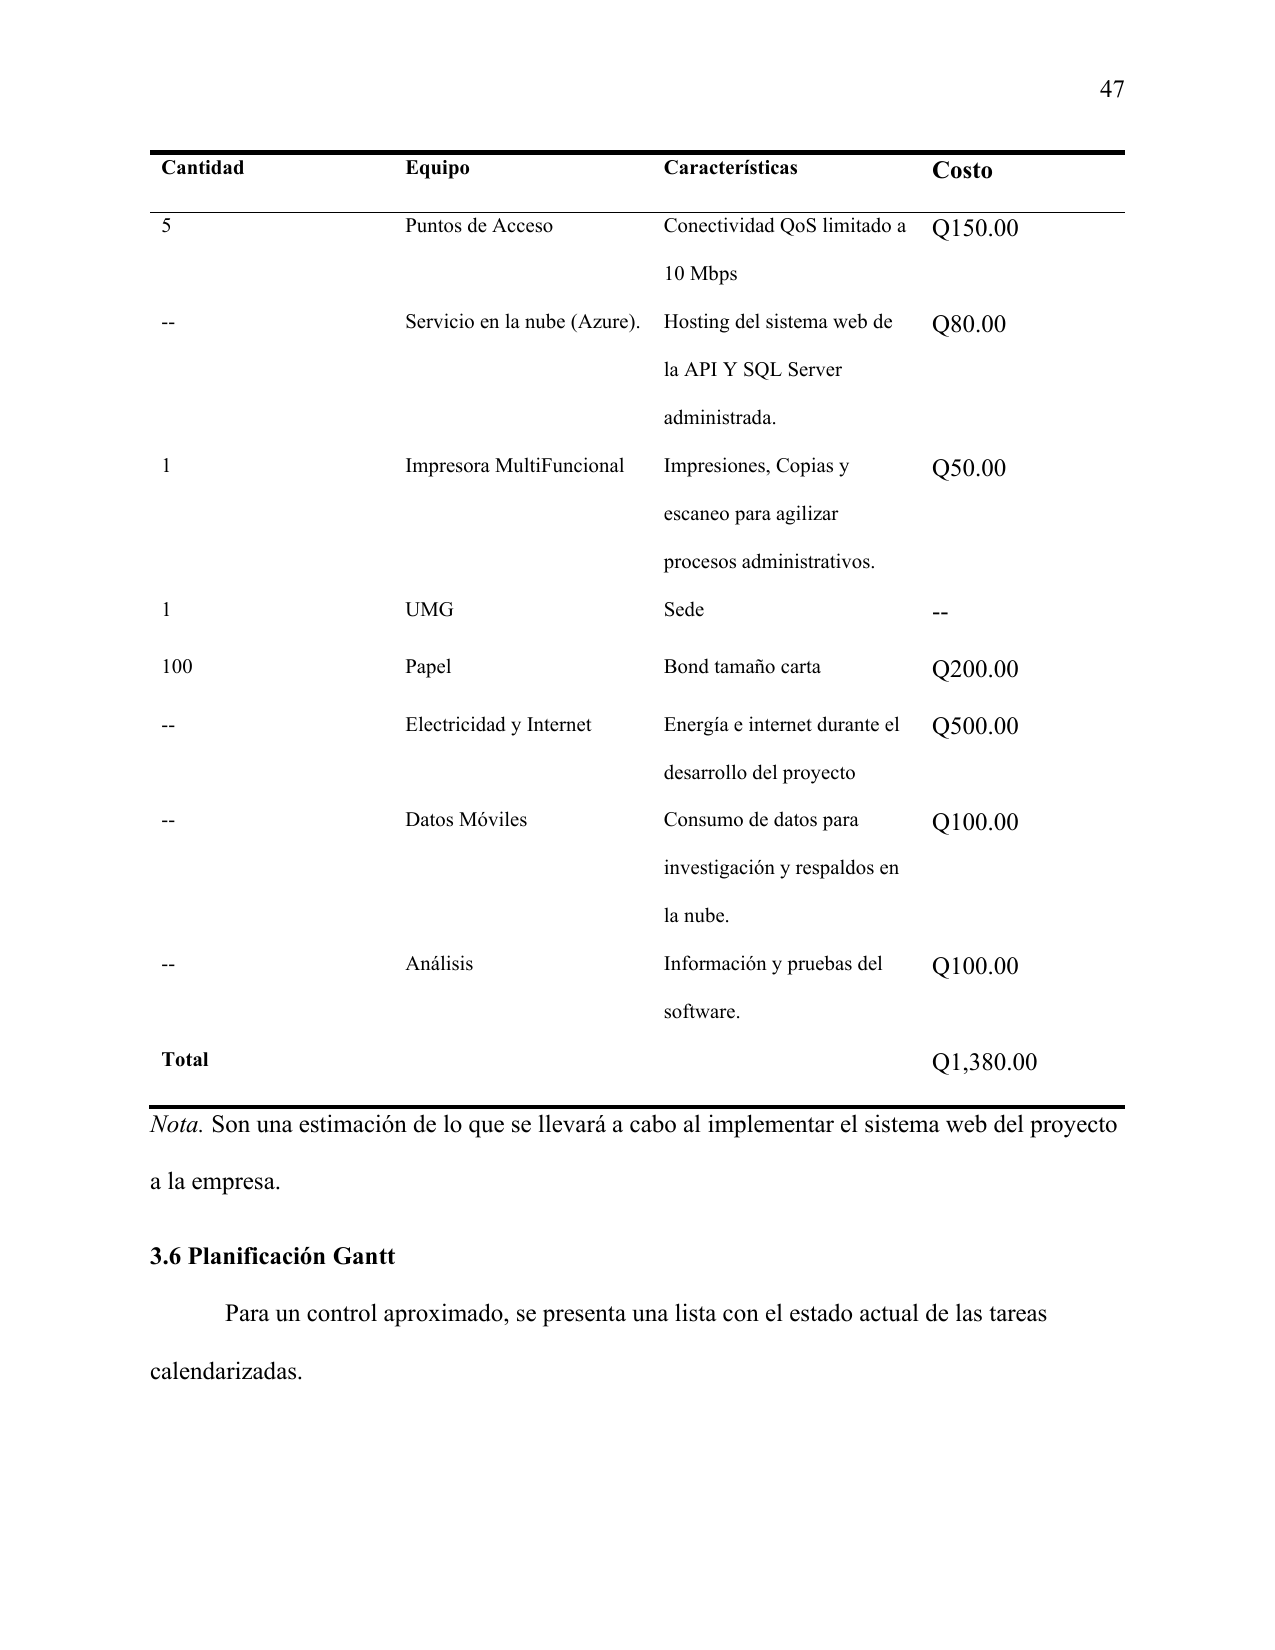 47
Cantidad Equipo Características Costo
5 Puntos de Acceso Conectividad QoS limitado a Q150.00
10 Mbps
-- Servicio en la nube (Azure). Hosting del sistema web de Q80.00
la API Y SQL Server
administrada.
1 Impresora MultiFuncional Impresiones, Copias y Q50.00
escaneo para agilizar
procesos administrativos.
1 UMG Sede --
100 Papel Bond tamaño carta Q200.00
-- Electricidad y Internet Energía e internet durante el Q500.00
desarrollo del proyecto
-- Datos Móviles Consumo de datos para Q100.00
investigación y respaldos en
la nube.
-- Análisis Información y pruebas del Q100.00
software.
Total Q1,380.00
Nota. Son una estimación de lo que se llevará a cabo al implementar el sistema web del proyecto
a la empresa.
3.6 Planificación Gantt
Para un control aproximado, se presenta una lista con el estado actual de las tareas
calendarizadas.